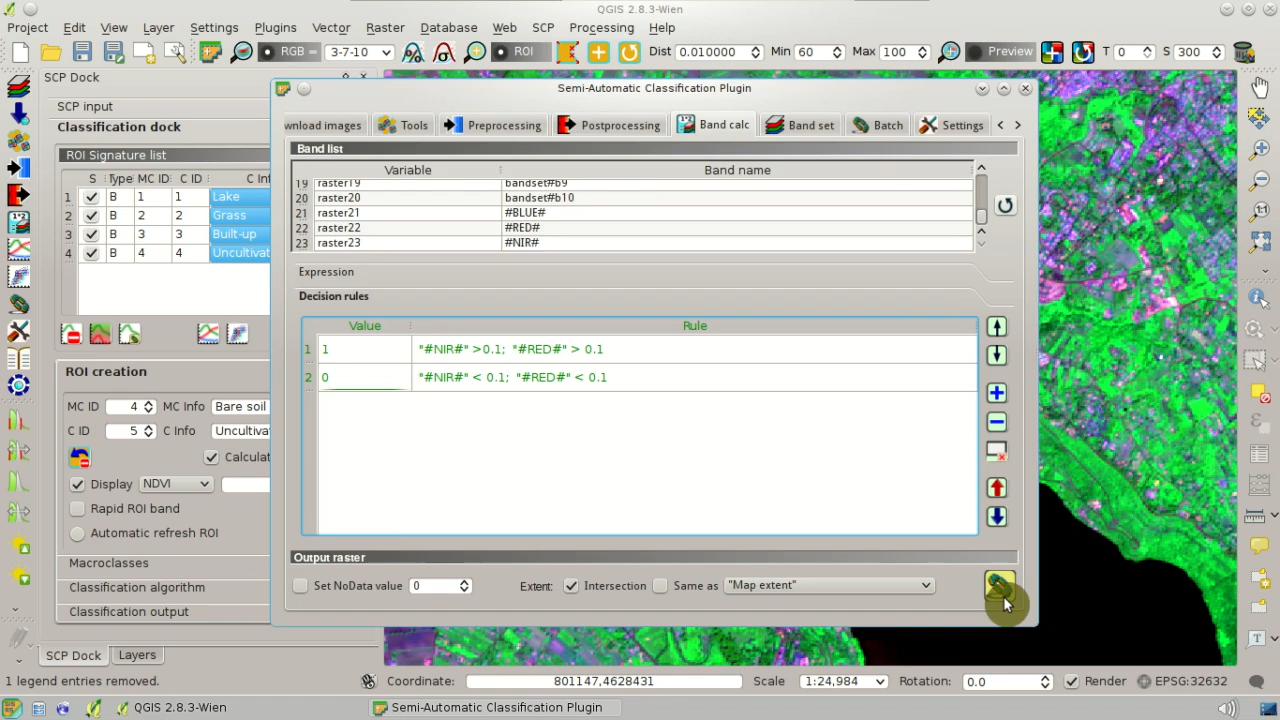 QGIS 2.8.3-Wien
Project Edit View Layer Settings Plugins Vector Raster Database Web SCP Processing Help
RGB = 3-7-10 ROI Dist 0.010000 Min 60 Max 100 Preview T 0 S 300
SCP Dock
SCP input
Classification dock
ROI Signature list
S Type MC ID C ID C Info
1 B 1 1 Lake
2 B 2 2 Grass
3 B 3 3 Built-up
4 B 4 4 Uncultivat
ROI creation
MC ID 4 MC Info Bare soil
C ID 5 C Info Uncultivat
Calculat
Display NDVI
Rapid ROI band
Automatic refresh ROI
Macroclasses
Classification algorithm
Classification output
SCP Dock Layers
Semi-Automatic Classification Plugin
wnload images Tools Preprocessing Postprocessing Band calc Band set Batch Settings
Band list
Variable Band name
19 raster19 bandset#b9
20 raster20 bandset#b10
21 raster21 #BLUE#
22 raster22 #RED#
23 raster23 #NIR#
Expression
Decision rules
Value Rule
1 1 "#NIR#" >0.1; "#RED#" > 0.1
2 0 "#NIR#" < 0.1; "#RED#" < 0.1
Output raster
Set NoData value 0 Extent: Intersection Same as "Map extent"
1 legend entries removed. Coordinate: 801147,4628431 Scale 1:24,984 Rotation: 0.0 Render EPSG:32632
QGIS 2.8.3-Wien Semi-Automatic Classification Plugin